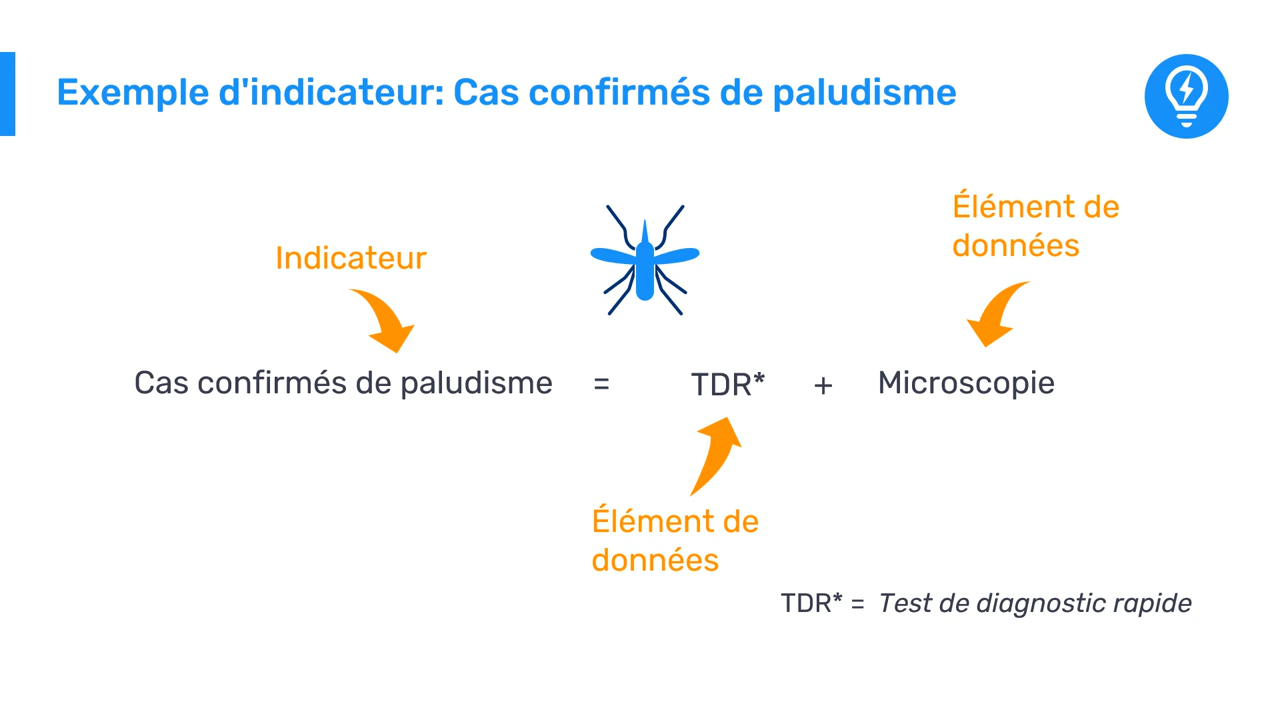 Exemple d'indicateur: Cas confirmés de paludisme
Indicateur
Élément de
données
Cas confirmés de paludisme = TDR* + Microscopie
Élément de
données
TDR* = Test de diagnostic rapide